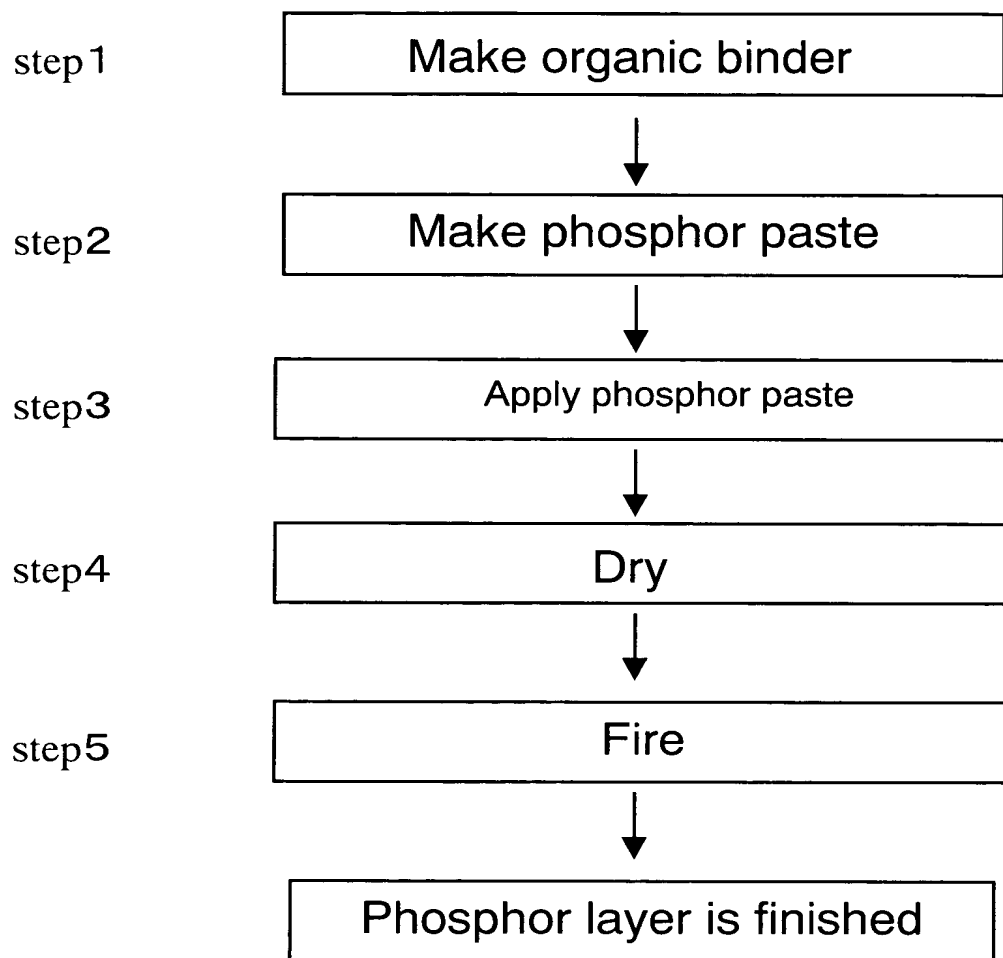 step1 Make organic binder
step2 Make phosphor paste
step3 Apply phosphor paste
step4 Dry
step5 Fire
Phosphor layer is finished